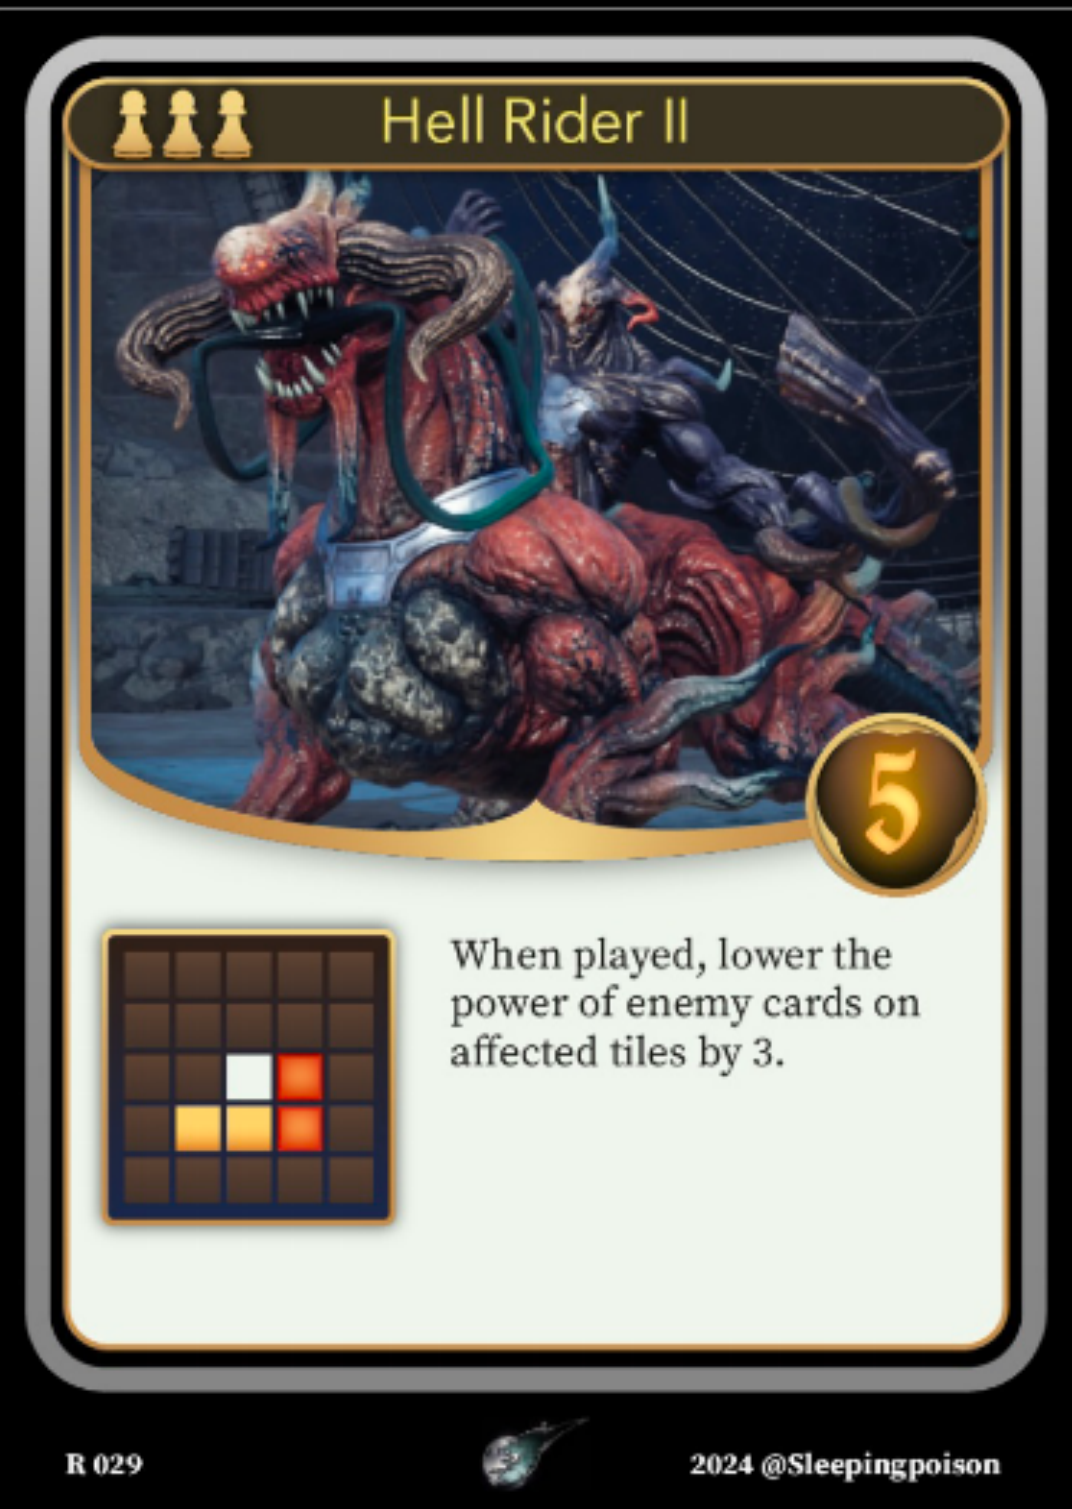 Hell Rider II
5
When played, lower the
power of enemy cards on
affected tiles by 3.
R 029
2024 @Sleepingpoison